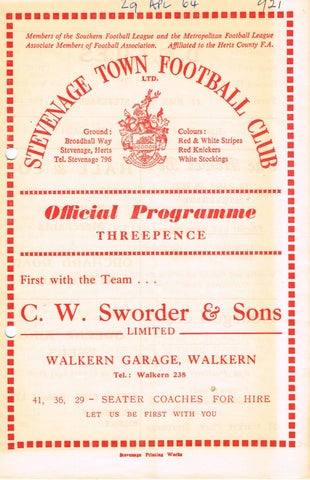 29 APL 64 921
Members of the Southern Football League and the Metropolitan Football League
Associate Members of Football Association. Affiliated to the Hertz County F.A.
STEVENAGE TOWN FOOTBALL CLUB
LTD.
Ground :
Broadhall Way
Stevenage, Herts
Tel. Stevenage 796
Colours :
Red & White Stripes
Red Knickers
White Stockings
Official Programme
THREEPENCE
First with the Team . . .
C. W. Sworder & Sons
LIMITED
WALKERN GARAGE, WALKERN
Tel.: Walkern 238
41, 36, 29 - SEATER COACHES FOR HIRE
LET US BE FIRST WITH YOU
Stevenage Printing Works